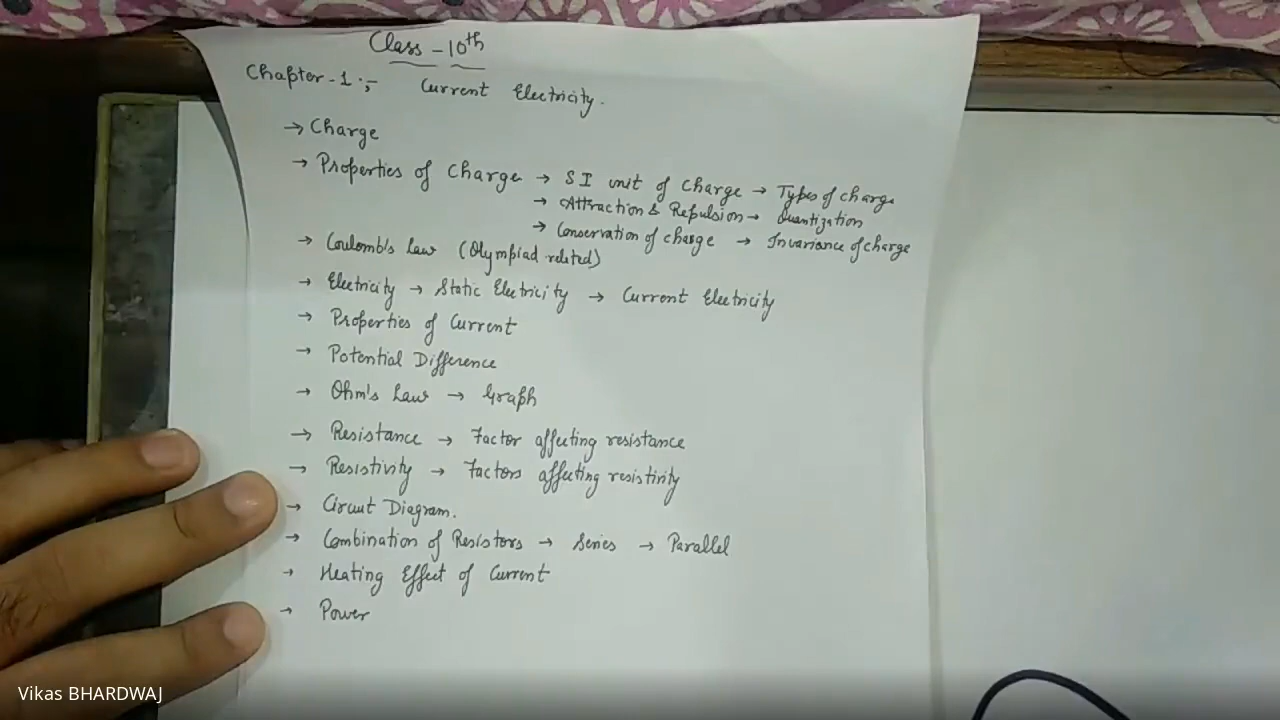 Class - 10th
Chapter-1 :- Current Electricity.
→ Charge
→ Properties of Charge → SI unit of Charge → Types of charge
→ Attraction & Repulsion → Quantization
→ Conservation of charge → Invariance of charge
→ Coulomb's Law (Olympiad related)
→ Electricity → Static Electricity → Current Electricity
→ Properties of Current
→ Potential Difference
→ Ohm's Law → Graph
→ Resistance → Factor affecting resistance
→ Resistivity → Factors affecting resistivity
→ Circuit Diagram.
→ Combination of Resistors → Series → Parallel
→ Heating Effect of Current
→ Power
Vikas BHARDWAJ